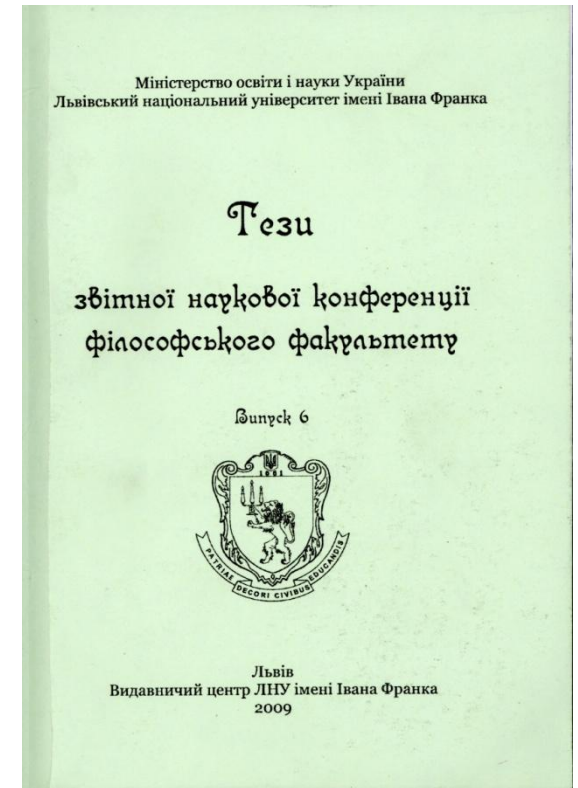 Міністерство освіти і науки України
Львівський національний університет імені Івана Франка
Тези
звітної наукової конференції
філософського факультету
Випуск 6
1661
PATRIAE DECORI CIVIBUS EDUCANDIS
Львів
Видавничий центр ЛНУ імені Івана Франка
2009